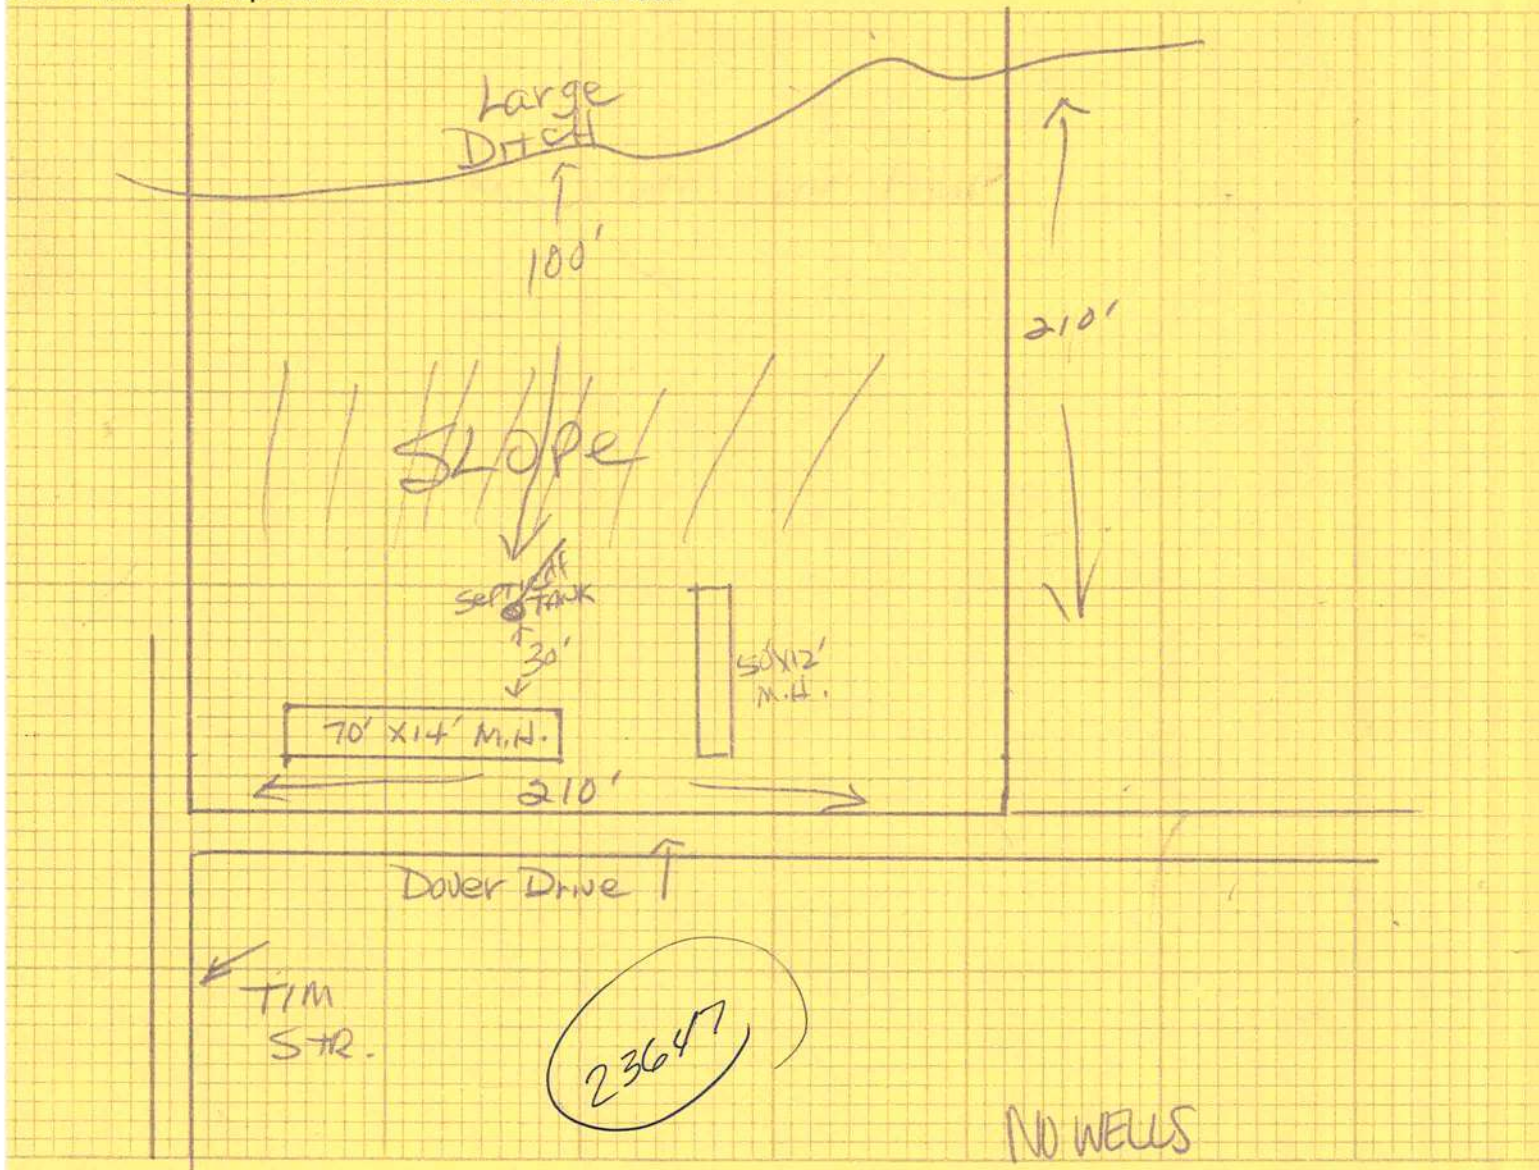 Large
DitcH
100'
210'
SLOPe
SePTIC
TANK
30'
50'X12'
M.H.
70' X14' M.H.
210'
Dover Drive
TIM
STR.
23647
NO WELLS